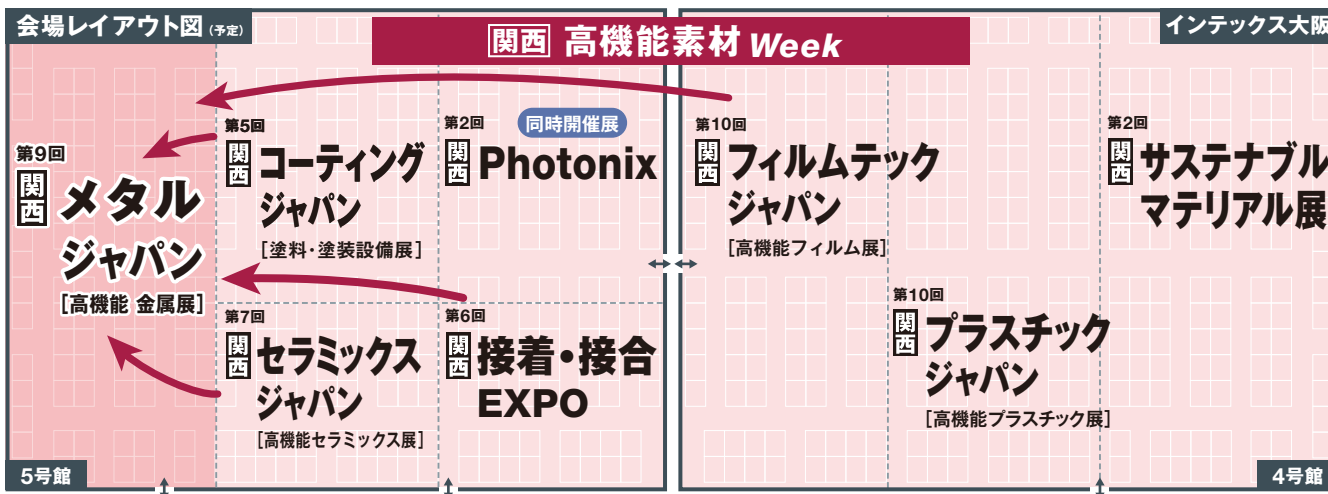 会場レイアウト図(予定)
関西 高機能素材 Week
インテックス大阪
第9回
関西 メタル
ジャパン
[高機能 金属展]
第5回
関西 コーティング
ジャパン
[塗料・塗装設備展]
第2回
同時開催展
関西 Photonix
第7回
関西 セラミックス
ジャパン
[高機能セラミックス展]
第6回
関西 接着・接合
EXPO
5号館
第10回
関西 フィルムテック
ジャパン
[高機能フィルム展]
第10回
関西 プラスチック
ジャパン
[高機能プラスチック展]
第2回
関西 サステナブル
マテリアル展
4号館